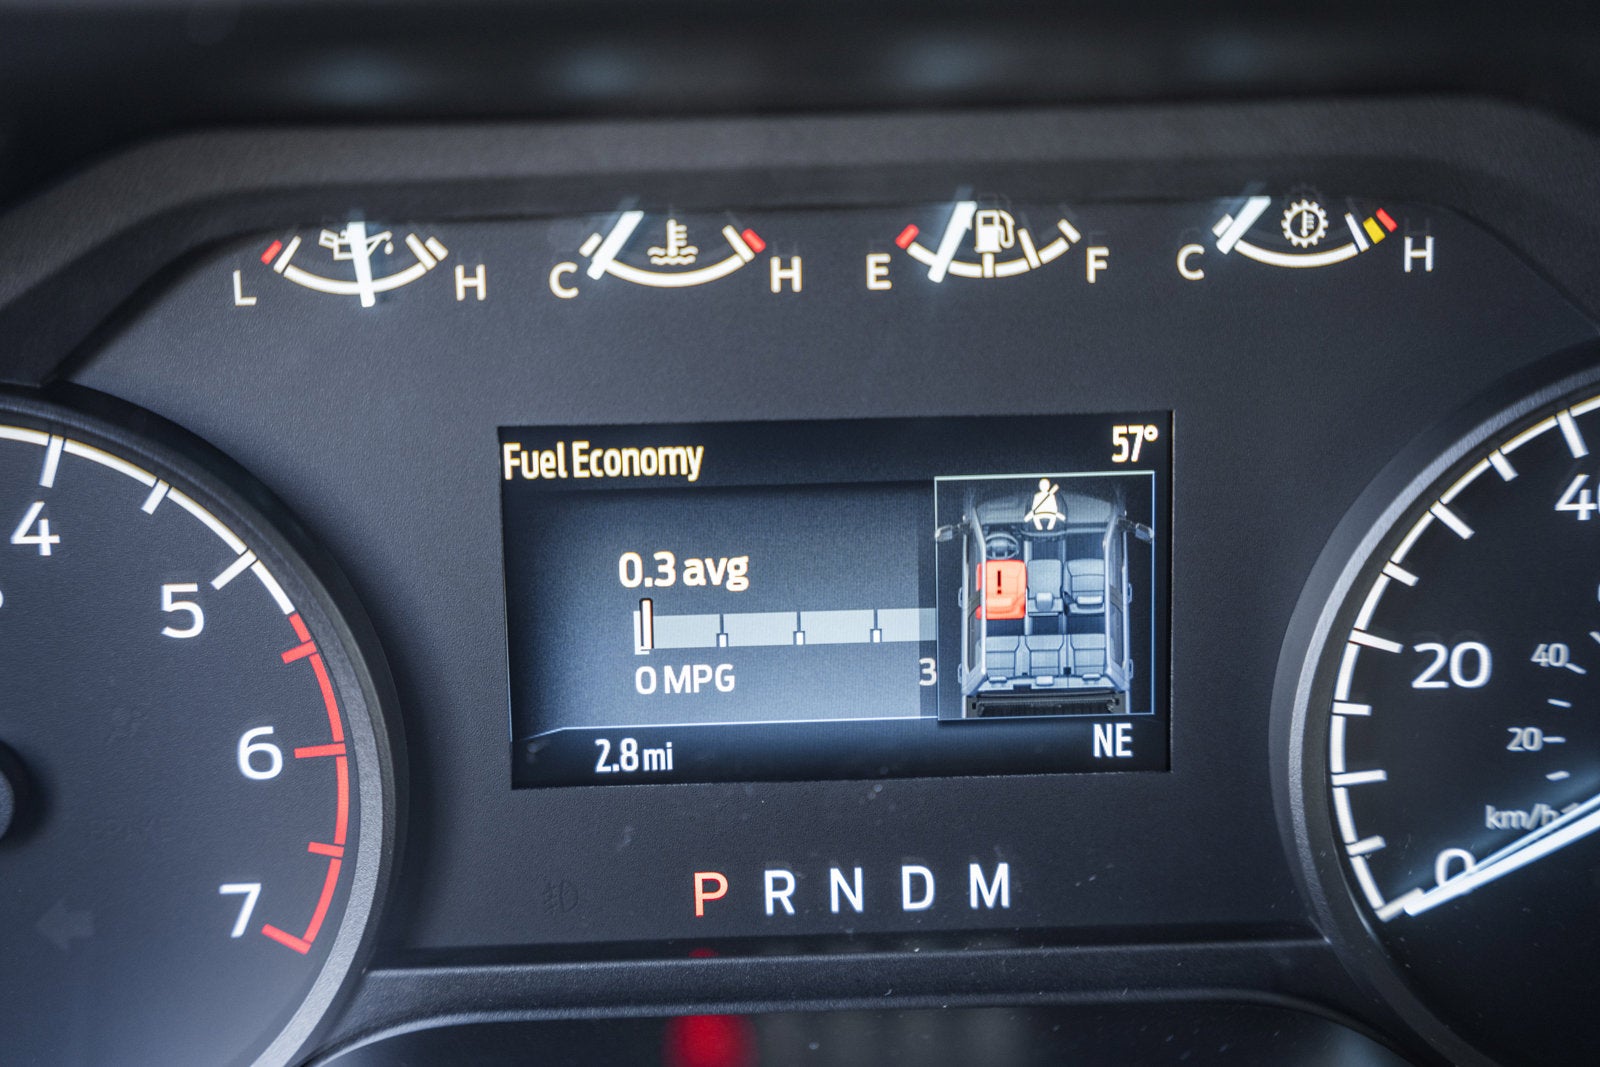 L H
C H
E F
C H
Fuel Economy 57°
0.3 avg
0 MPG 3
2.8 mi NE
P R N D M
4
5
6
7
40
20
0
40
20
km/h